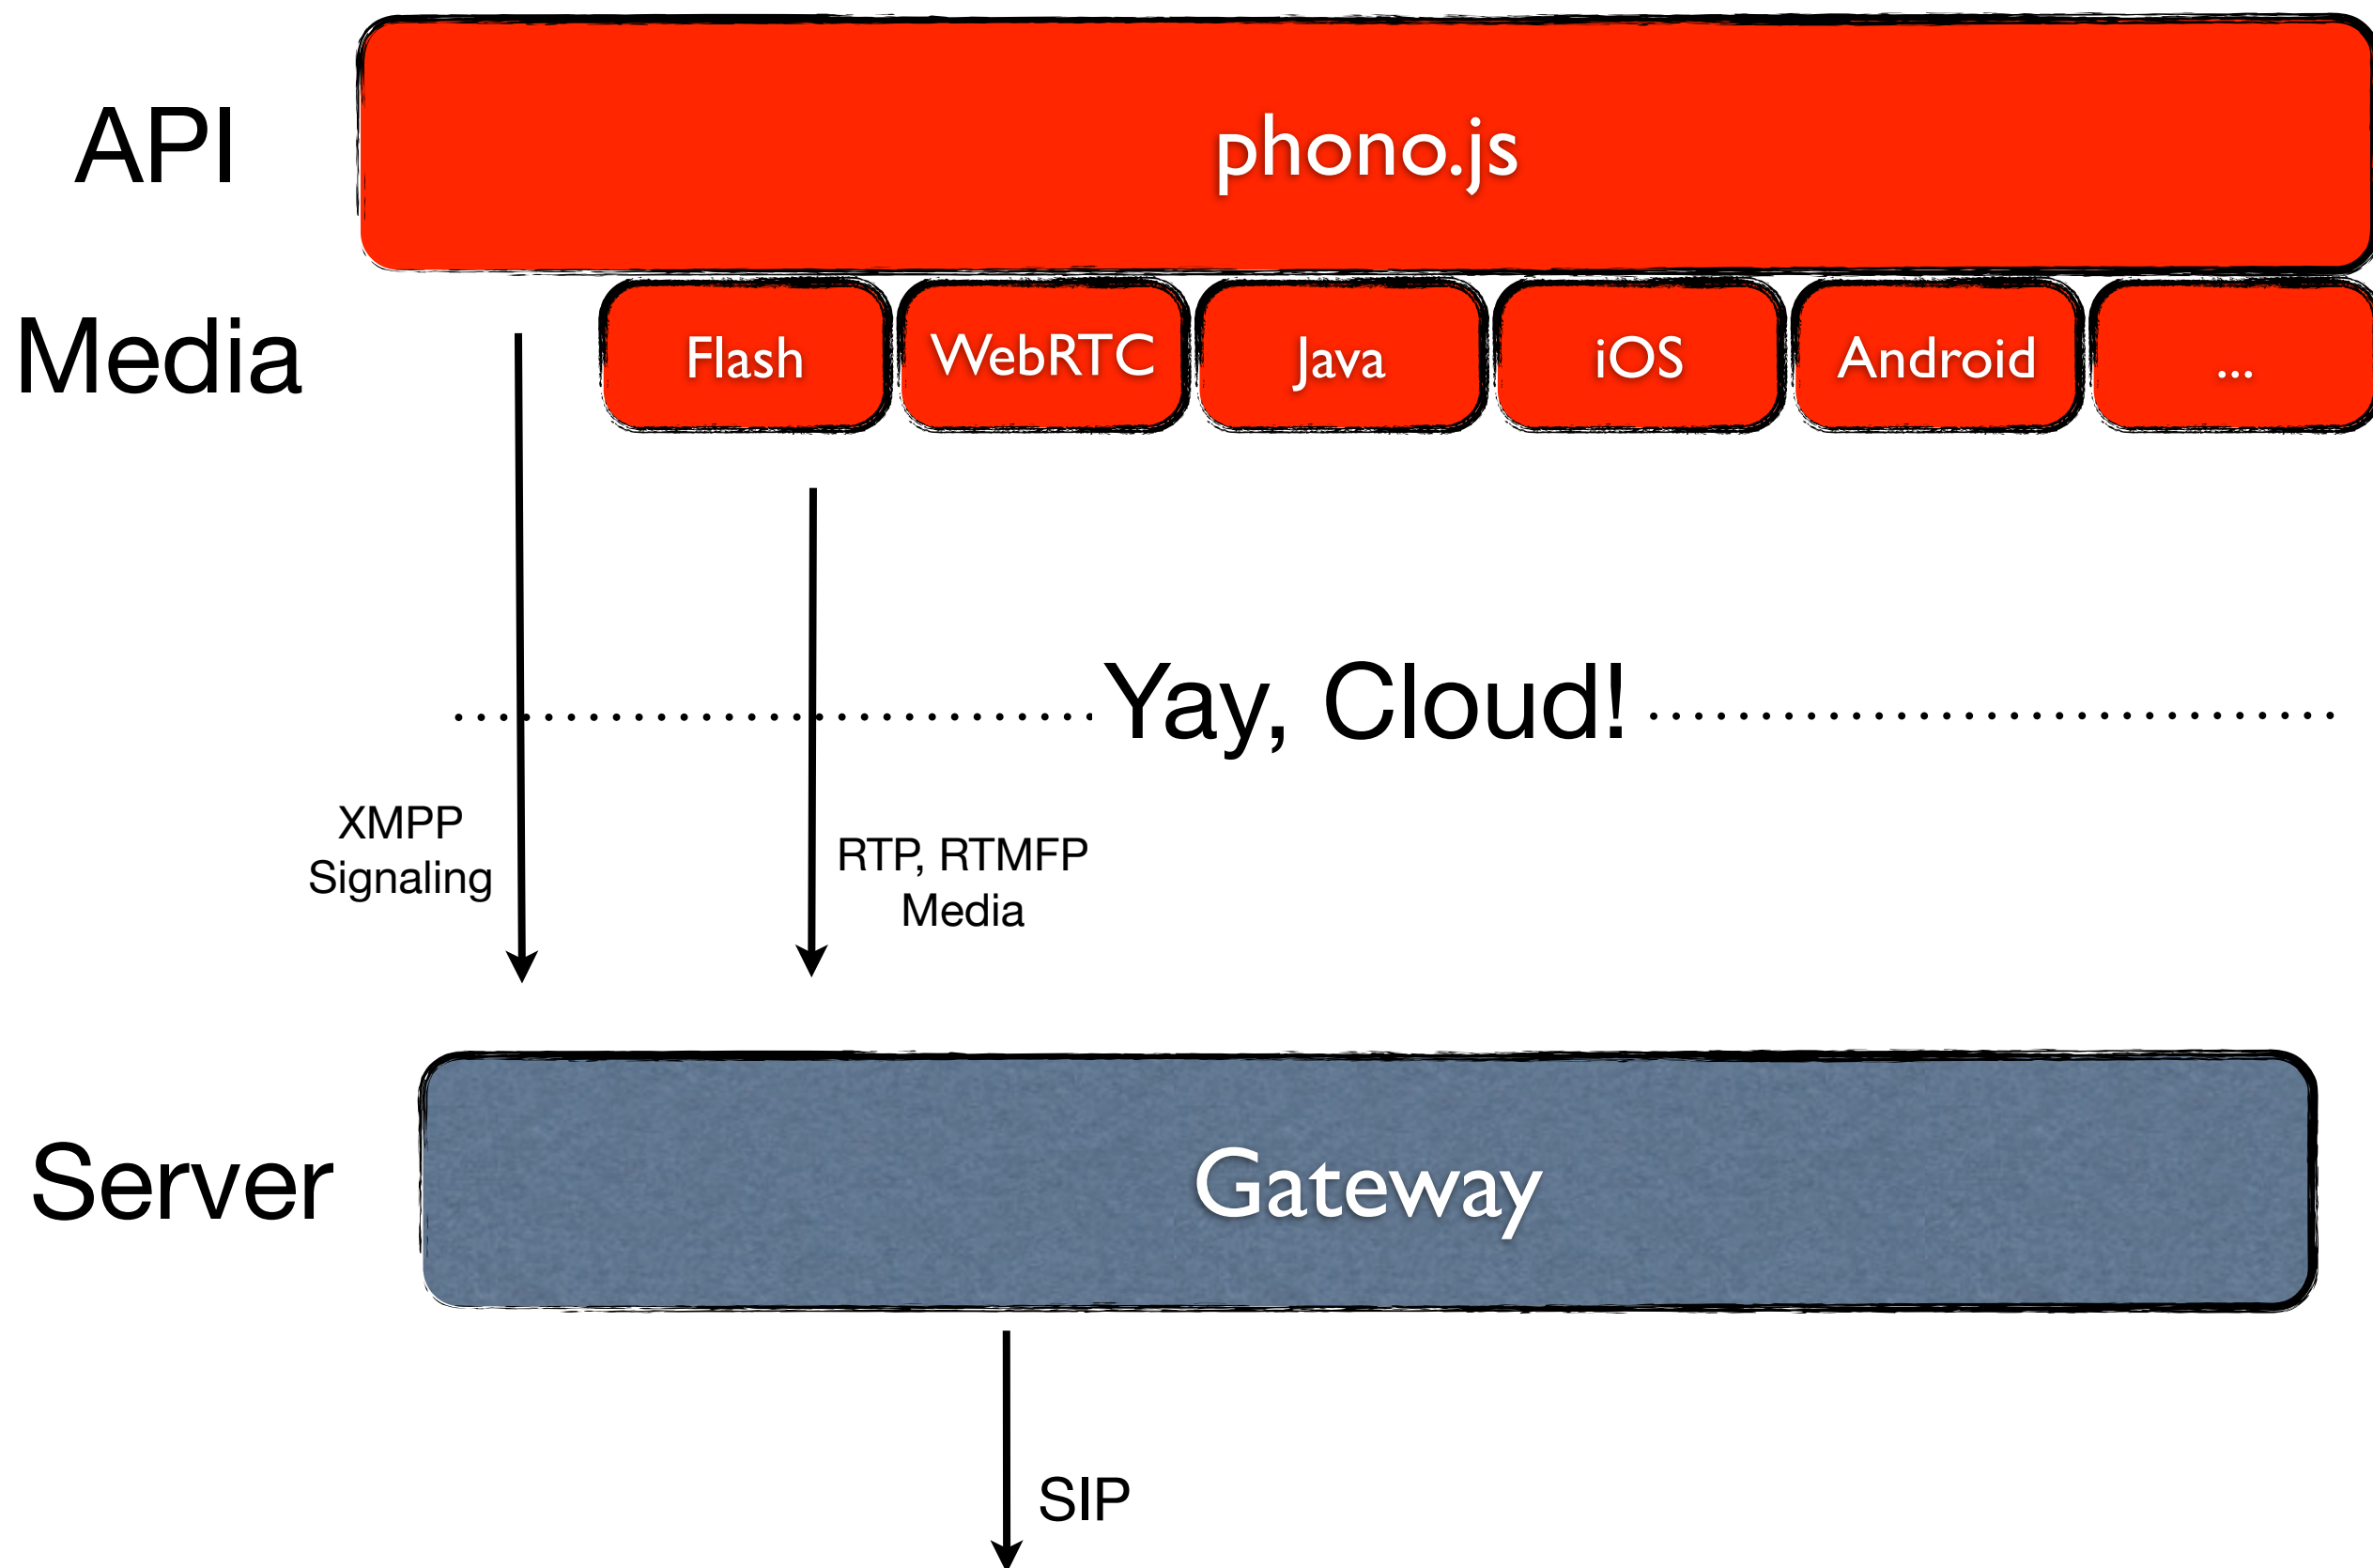 API
phono.js
Media
Flash
WebRTC
Java
iOS
Android
...
Yay, Cloud!
XMPP
Signaling
RTP, RTMFP
Media
Server
Gateway
SIP